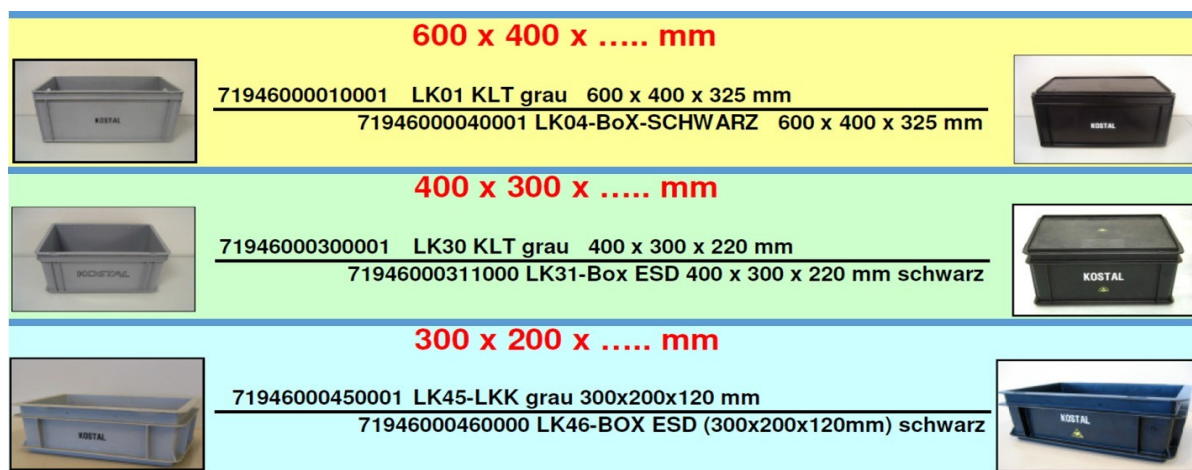 600 x 400 x ..... mm
KOSTAL
71946000010001 LK01 KLT grau 600 x 400 x 325 mm
71946000040001 LK04-BoX-SCHWARZ 600 x 400 x 325 mm
KOSTAL
400 x 300 x ..... mm
KOSTAL
71946000300001 LK30 KLT grau 400 x 300 x 220 mm
71946000311000 LK31-Box ESD 400 x 300 x 220 mm schwarz
KOSTAL
300 x 200 x ..... mm
KOSTAL
71946000450001 LK45-LKK grau 300x200x120 mm
71946000460000 LK46-BOX ESD (300x200x120mm) schwarz
KOSTAL